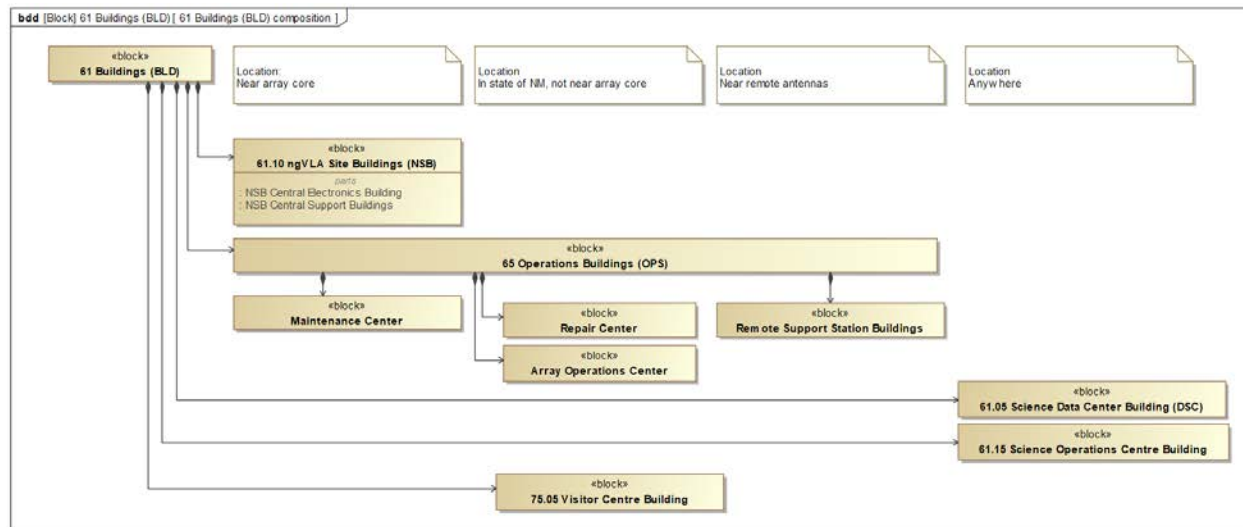 bdd [Block] 61 Buildings (BLD) [ 61 Buildings (BLD) composition ]
«block»
61 Buildings (BLD)
Location:
Near array core
Location
In state of NM, not near array core
Location
Near remote antennas
Location
Anywhere
«block»
61.10 ngVLA Site Buildings (NSB)
parts
: NSB Central Electronics Building
: NSB Central Support Buildings
«block»
65 Operations Buildings (OPS)
«block»
Maintenance Center
«block»
Repair Center
«block»
Remote Support Station Buildings
«block»
Array Operations Center
«block»
61.05 Science Data Center Building (DSC)
«block»
61.15 Science Operations Centre Building
«block»
75.05 Visitor Centre Building